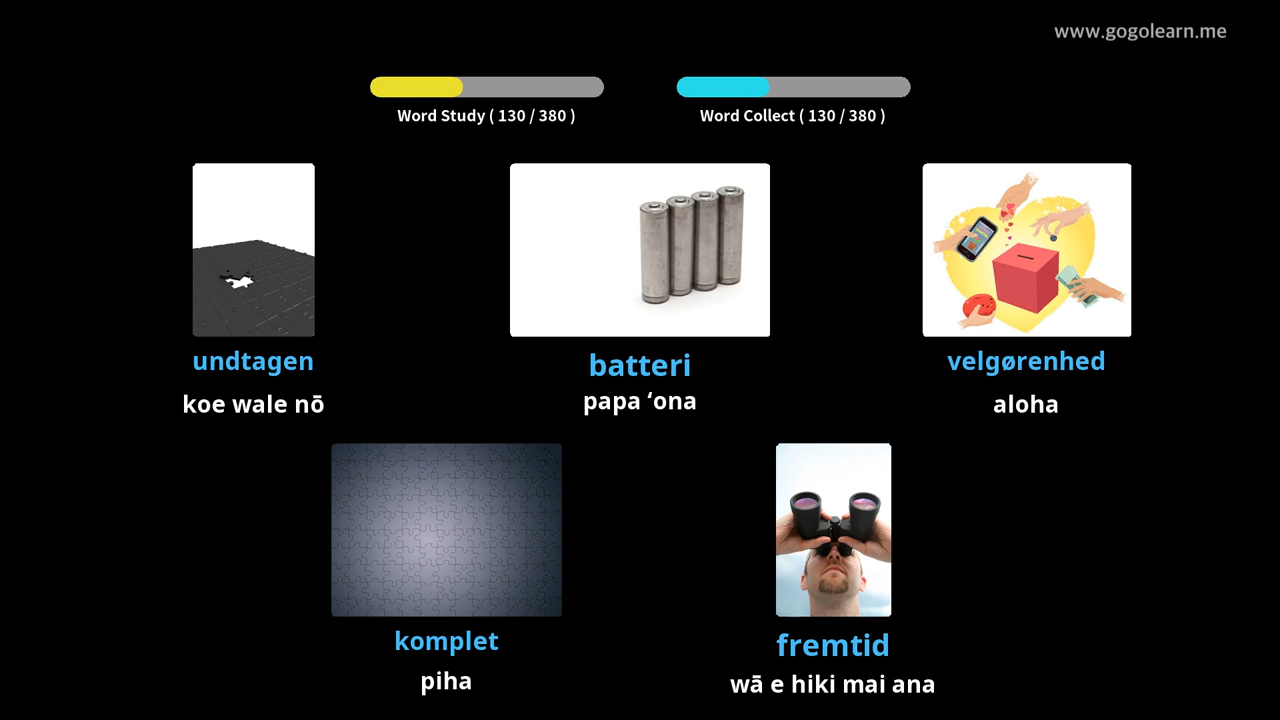 www.gogolearn.me
Word Study ( 130 / 380 )
Word Collect ( 130 / 380 )
undtagen
batteri
velgørenhed
koe wale nō
papa ʻona
aloha
komplet
fremtid
piha
wā e hiki mai ana